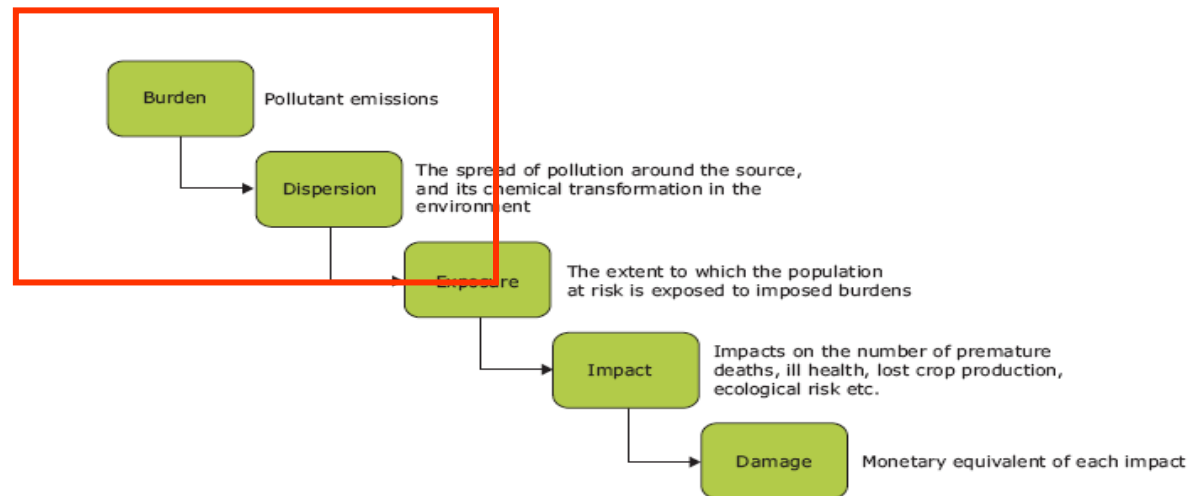 Burden
Pollutant emissions
Dispersion
The spread of pollution around the source,
and its chemical transformation in the
environment
Exposure
The extent to which the population
at risk is exposed to imposed burdens
Impact
Impacts on the number of premature
deaths, ill health, lost crop production,
ecological risk etc.
Damage
Monetary equivalent of each impact